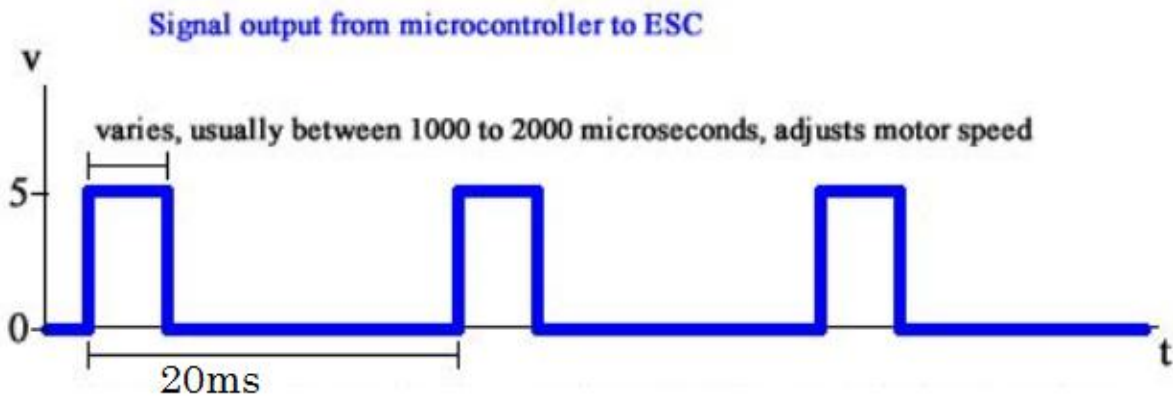 Signal output from microcontroller to ESC
v
varies, usually between 1000 to 2000 microseconds, adjusts motor speed
5
0
t
20ms